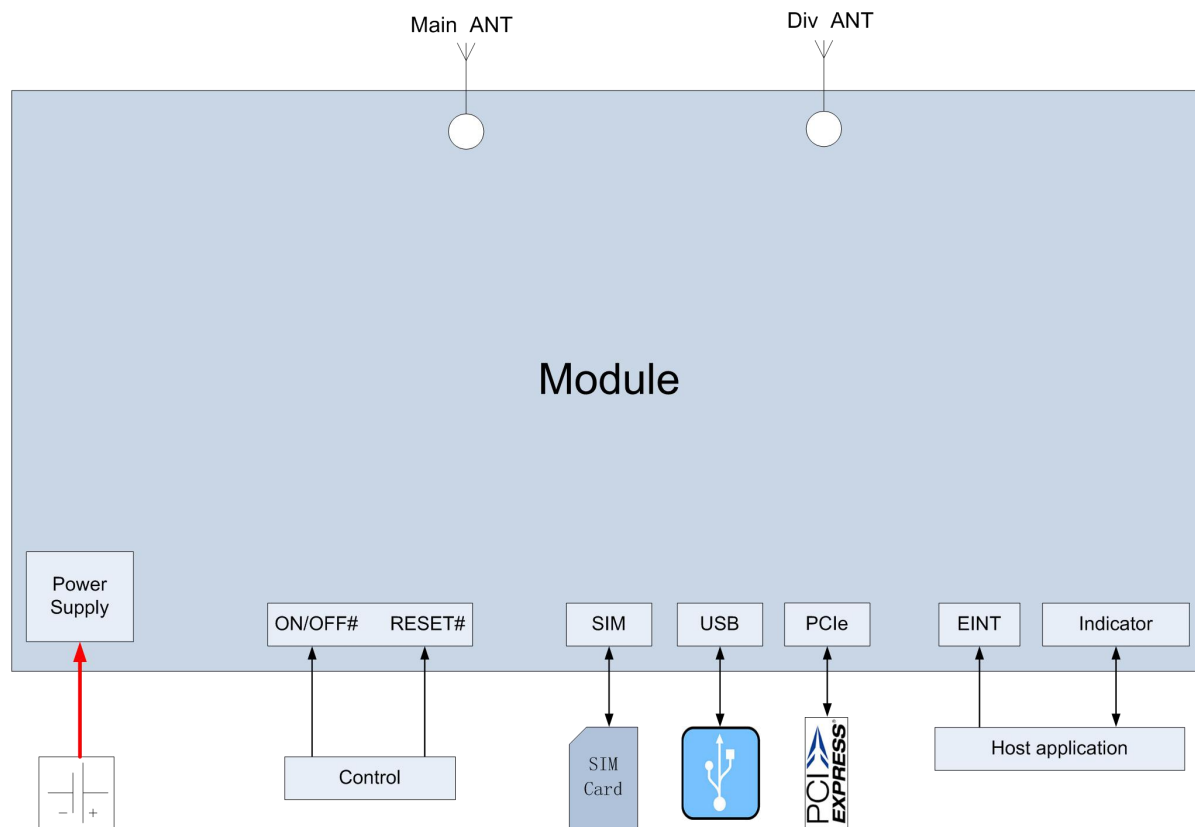 Main ANT
Div ANT
Module
Power
Supply
ON/OFF# RESET#
SIM
USB
PCIe
EINT
Indicator
Control
SIM
Card
PCI
EXPRESS®
Host application
- +